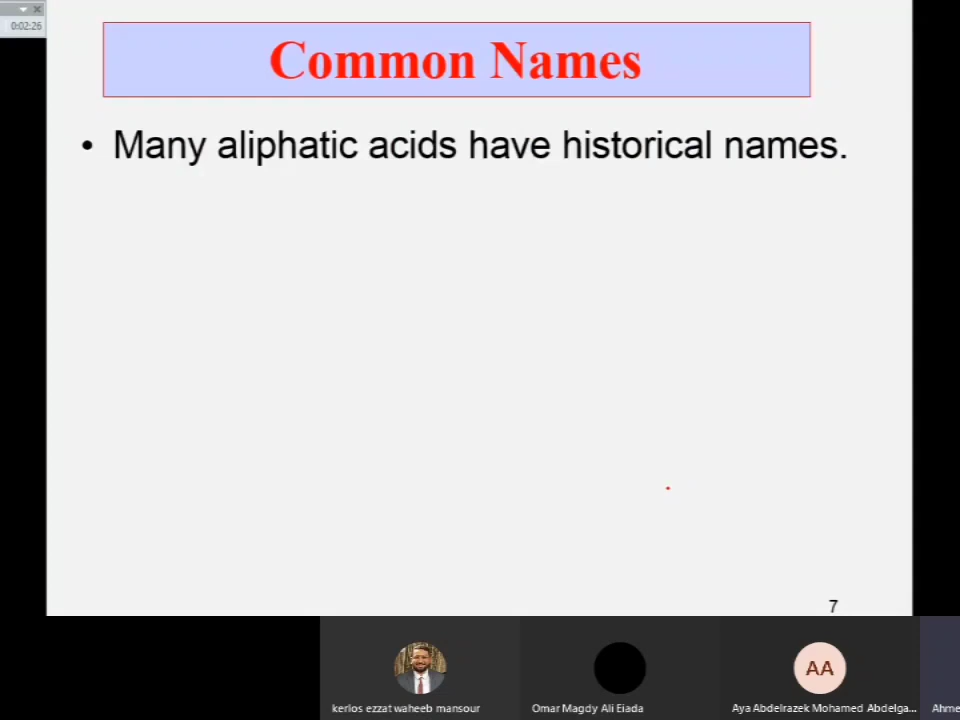 0:02:26
Common Names
• Many aliphatic acids have historical names.
7
AA
kerlos ezzat waheeb mansour
Omar Magdy Ali Eiada
Aya Abdelrazek Mohamed Abdelga...
Ahme